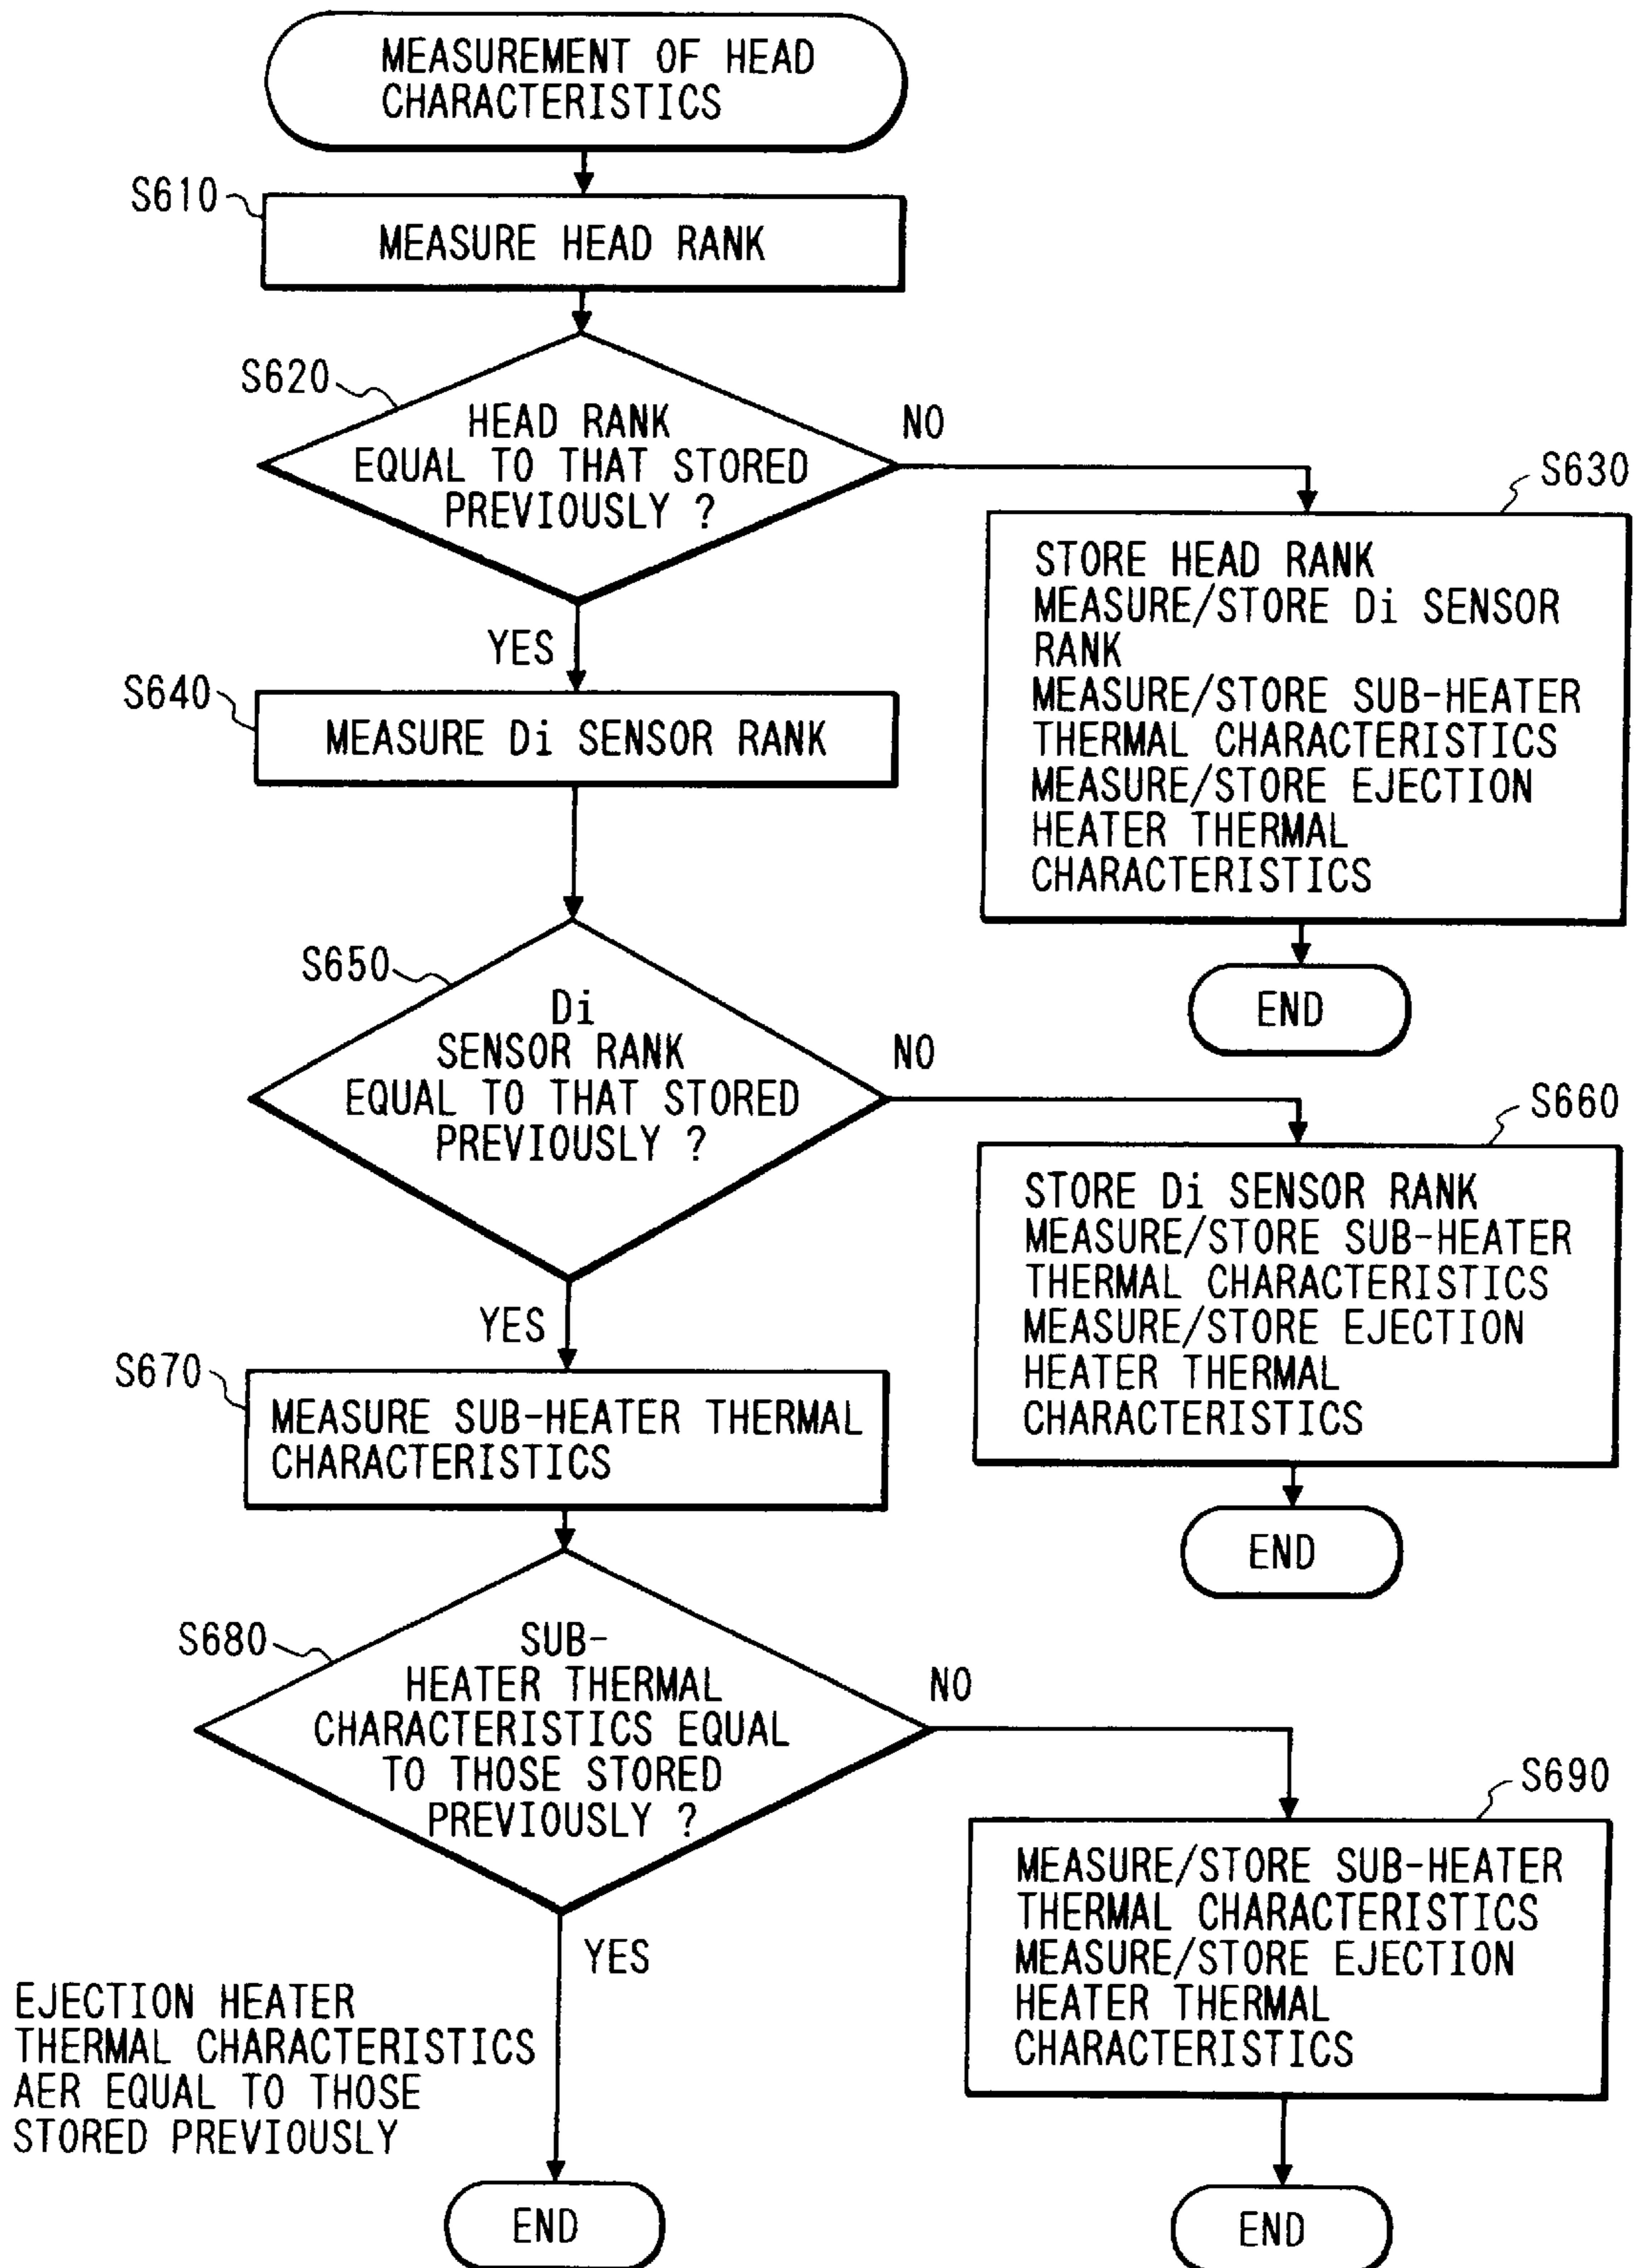 MEASUREMENT OF HEAD
CHARACTERISTICS
S610
MEASURE HEAD RANK
S620
HEAD RANK
EQUAL TO THAT STORED
PREVIOUSLY ?
NO
YES
S630
STORE HEAD RANK
MEASURE/STORE Di SENSOR
RANK
MEASURE/STORE SUB-HEATER
THERMAL CHARACTERISTICS
MEASURE/STORE EJECTION
HEATER THERMAL
CHARACTERISTICS
END
S640
MEASURE Di SENSOR RANK
S650
Di
SENSOR RANK
EQUAL TO THAT STORED
PREVIOUSLY ?
NO
YES
S660
STORE Di SENSOR RANK
MEASURE/STORE SUB-HEATER
THERMAL CHARACTERISTICS
MEASURE/STORE EJECTION
HEATER THERMAL
CHARACTERISTICS
END
S670
MEASURE SUB-HEATER THERMAL
CHARACTERISTICS
S680
SUB-
HEATER THERMAL
CHARACTERISTICS EQUAL
TO THOSE STORED
PREVIOUSLY ?
NO
YES
S690
MEASURE/STORE SUB-HEATER
THERMAL CHARACTERISTICS
MEASURE/STORE EJECTION
HEATER THERMAL
CHARACTERISTICS
END
EJECTION HEATER
THERMAL CHARACTERISTICS
AER EQUAL TO THOSE
STORED PREVIOUSLY
END